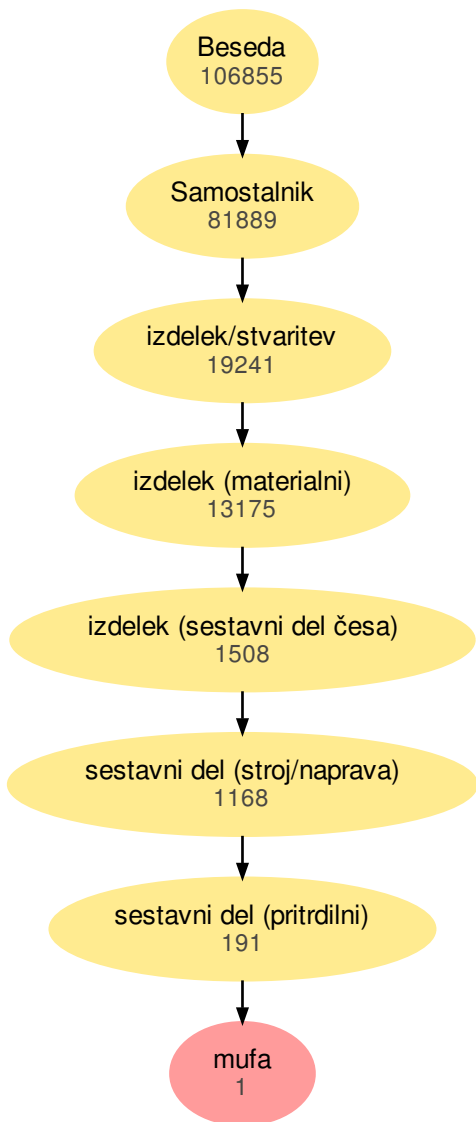 Beseda
106855
Samostalnik
81889
izdelek/stvaritev
19241
izdelek (materialni)
13175
izdelek (sestavni del česa)
1508
sestavni del (stroj/naprava)
1168
sestavni del (pritrdilni)
191
mufa
1